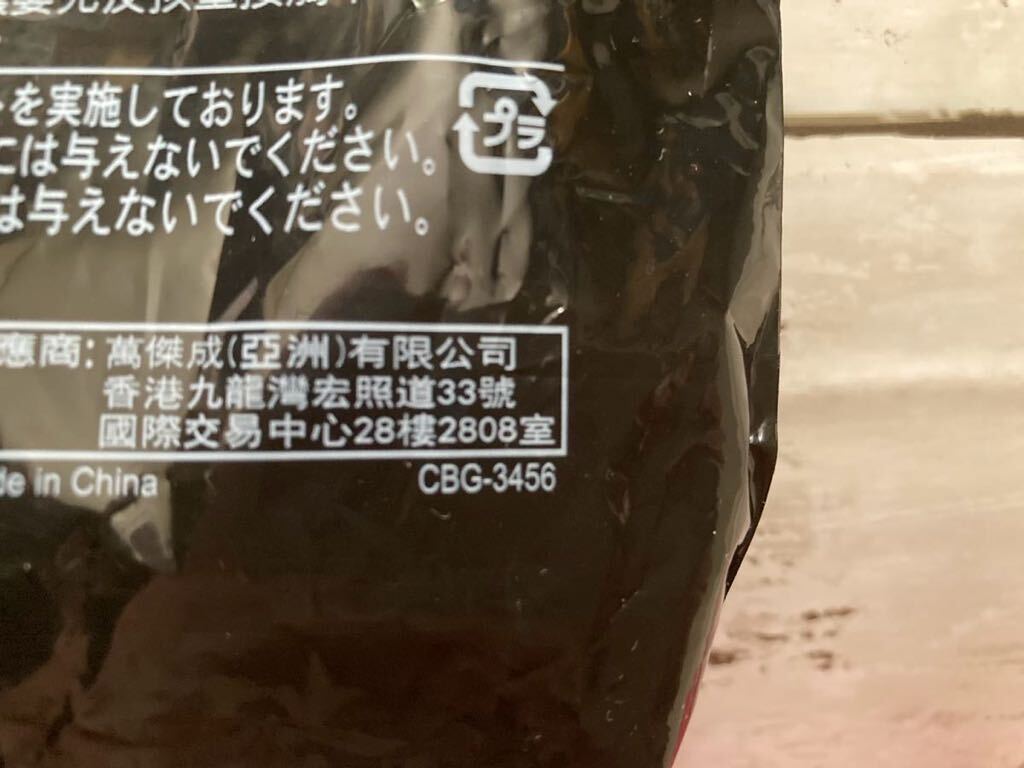 を実施しております。
には与えないでください。
は与えないでください。
プラ
應商：萬傑成(亞洲)有限公司
香港九龍灣宏照道33號
國際交易中心28樓2808室
de in China
CBG-3456